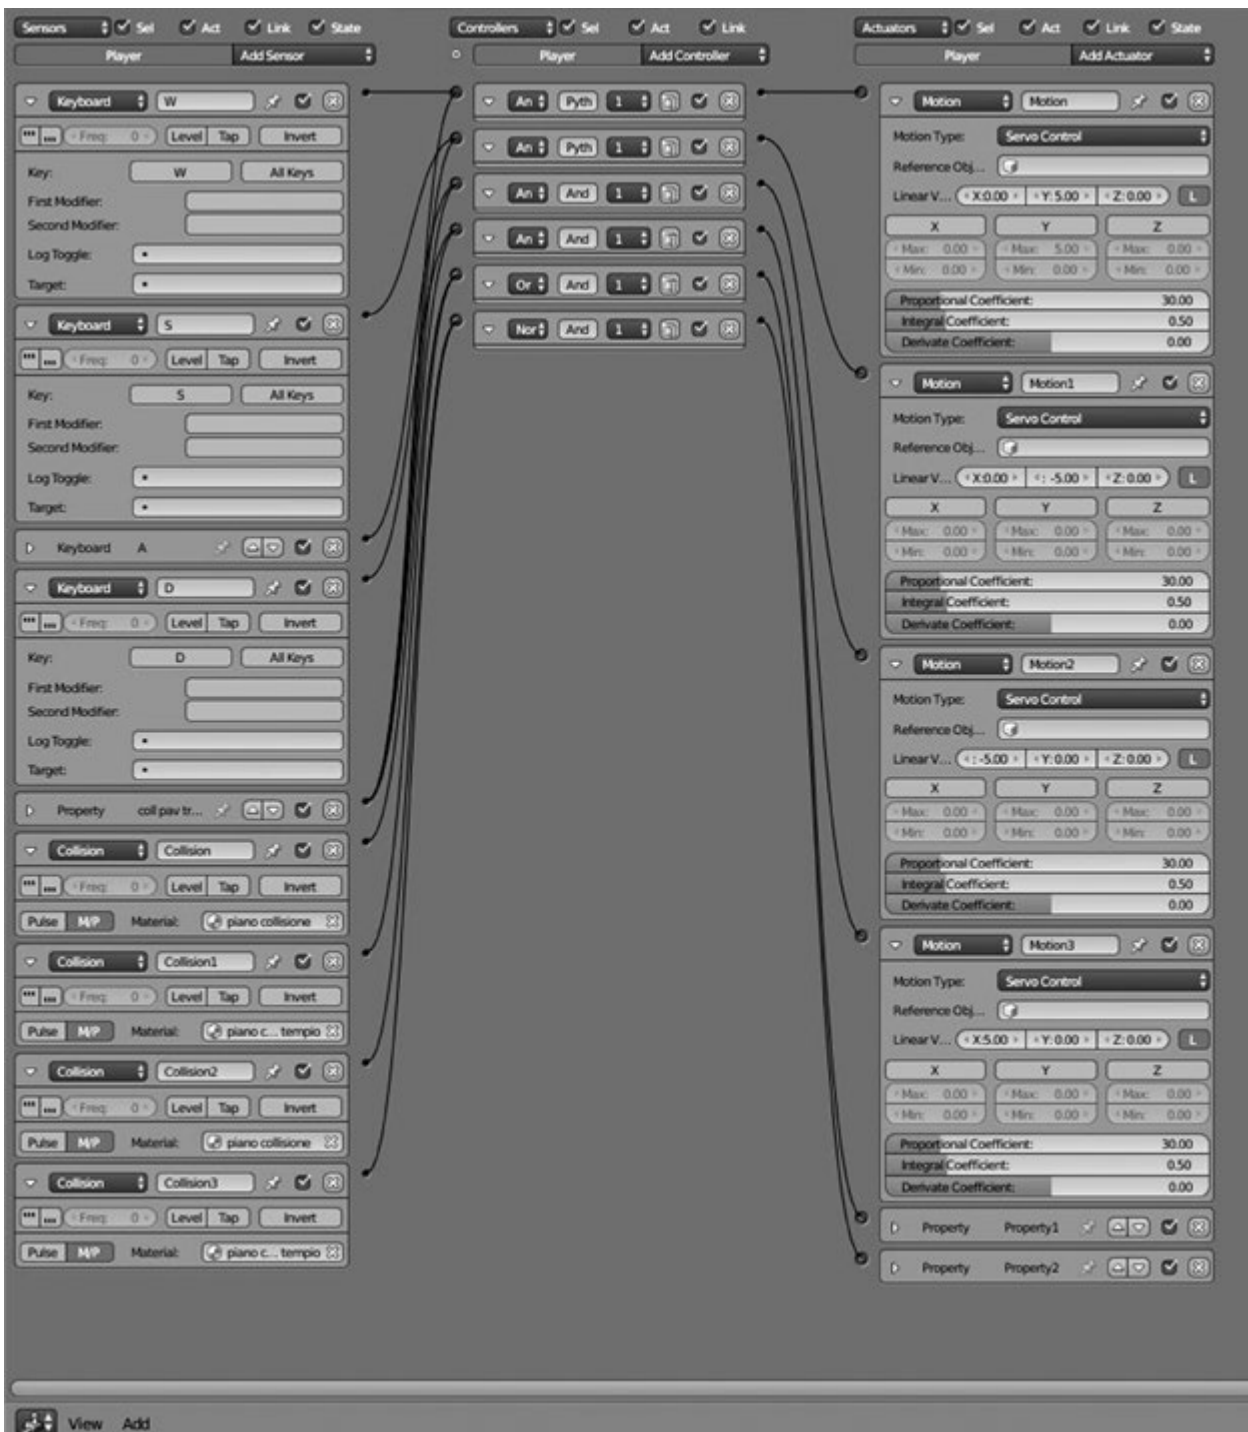 Sensors Sel Act Link State
Player Add Sensor
Keyboard W
Freq: 0 Level Tap Invert
Key: W All Keys
First Modifier:
Second Modifier:
Log Toggle:
Target:
Keyboard S
Freq: 0 Level Tap Invert
Key: S All Keys
First Modifier:
Second Modifier:
Log Toggle:
Target:
Keyboard A
Keyboard D
Freq: 0 Level Tap Invert
Key: D All Keys
First Modifier:
Second Modifier:
Log Toggle:
Target:
Property coll pav tr...
Collision Collision
Freq: 0 Level Tap Invert
Pulse M/P Material: piano collisione
Collision Collision1
Freq: 0 Level Tap Invert
Pulse M/P Material: piano c... tempio
Collision Collision2
Freq: 0 Level Tap Invert
Pulse M/P Material: piano collisione
Collision Collision3
Freq: 0 Level Tap Invert
Pulse M/P Material: piano c... tempio
Controllers Sel Act Link
Player Add Controller
An Pyth 1
An Pyth 1
An And 1
An And 1
Or And 1
Nor And 1
Actuators Sel Act Link State
Player Add Actuator
Motion Motion
Motion Type: Servo Control
Reference Obj...
Linear V... X:0.00 Y: 5.00 Z: 0.00 L
X Y Z
Max: 0.00 Max: 5.00 Max: 0.00
Min: 0.00 Min: 0.00 Min: 0.00
Proportional Coefficient: 30.00
Integral Coefficient: 0.50
Derivate Coefficient: 0.00
Motion Motion1
Motion Type: Servo Control
Reference Obj...
Linear V... X:0.00 : -5.00 Z: 0.00 L
X Y Z
Max: 0.00 Max: 0.00 Max: 0.00
Min: 0.00 Min: 0.00 Min: 0.00
Proportional Coefficient: 30.00
Integral Coefficient: 0.50
Derivate Coefficient: 0.00
Motion Motion2
Motion Type: Servo Control
Reference Obj...
Linear V... : -5.00 Y: 0.00 Z: 0.00 L
X Y Z
Max: 0.00 Max: 0.00 Max: 0.00
Min: 0.00 Min: 0.00 Min: 0.00
Proportional Coefficient: 30.00
Integral Coefficient: 0.50
Derivate Coefficient: 0.00
Motion Motion3
Motion Type: Servo Control
Reference Obj...
Linear V... X:5.00 Y: 0.00 Z: 0.00 L
X Y Z
Max: 0.00 Max: 0.00 Max: 0.00
Min: 0.00 Min: 0.00 Min: 0.00
Proportional Coefficient: 30.00
Integral Coefficient: 0.50
Derivate Coefficient: 0.00
Property Property1
Property Property2
View Add